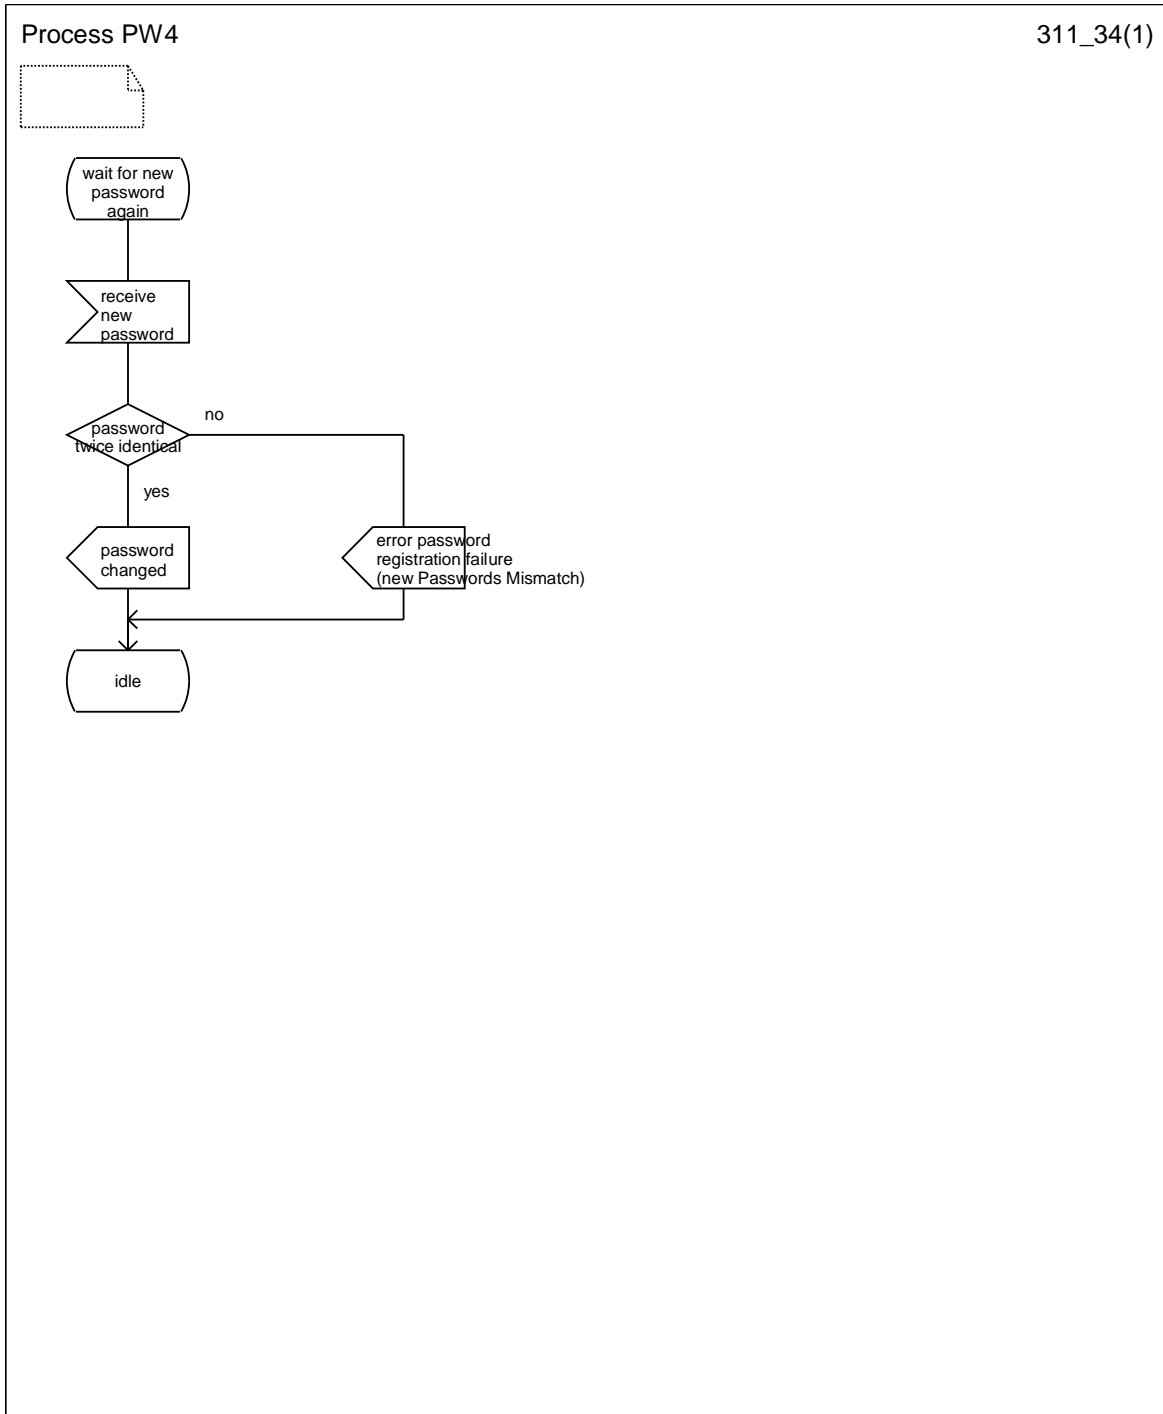 Process PW4
311_34(1)
wait for new
password
again
receive
new
password
password
twice identical
no
yes
password
changed
error password
registration failure
(new Passwords Mismatch)
idle